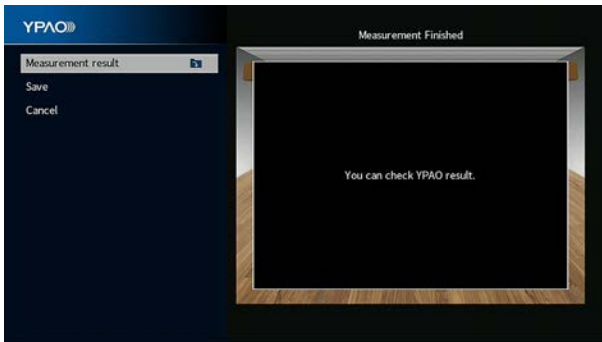 YPAO
Measurement Finished
Measurement result
Save
Cancel
You can check YPAO result.